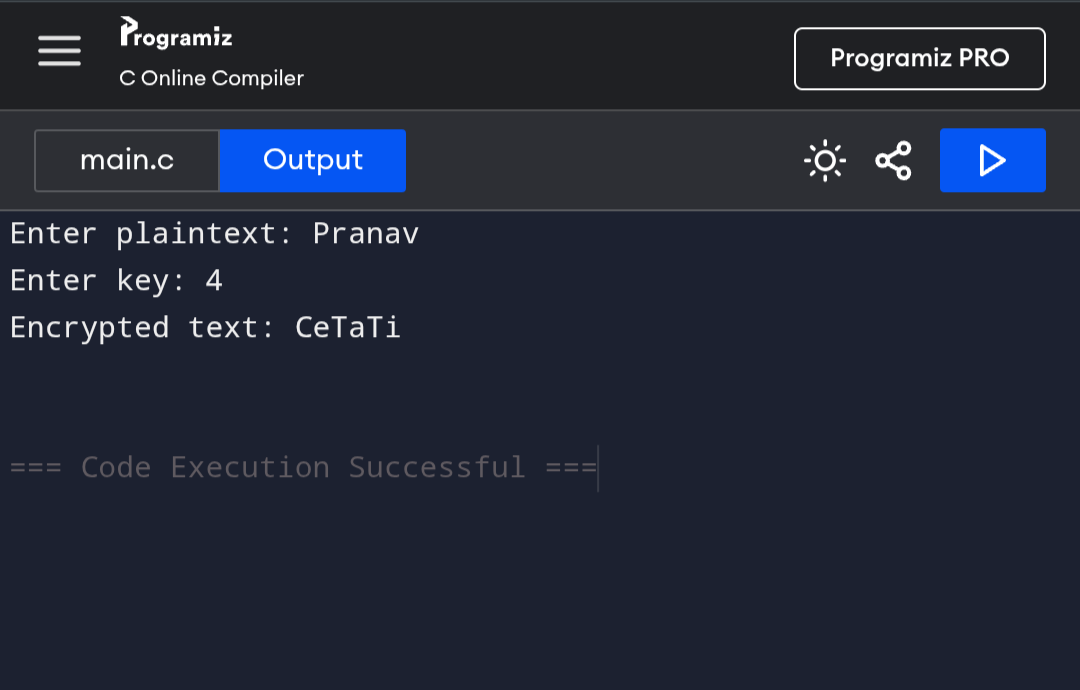 Programiz
C Online Compiler
Programiz PRO
main.c
Output
Enter plaintext: Pranav
Enter key: 4
Encrypted text: CeTaTi
=== Code Execution Successful ===